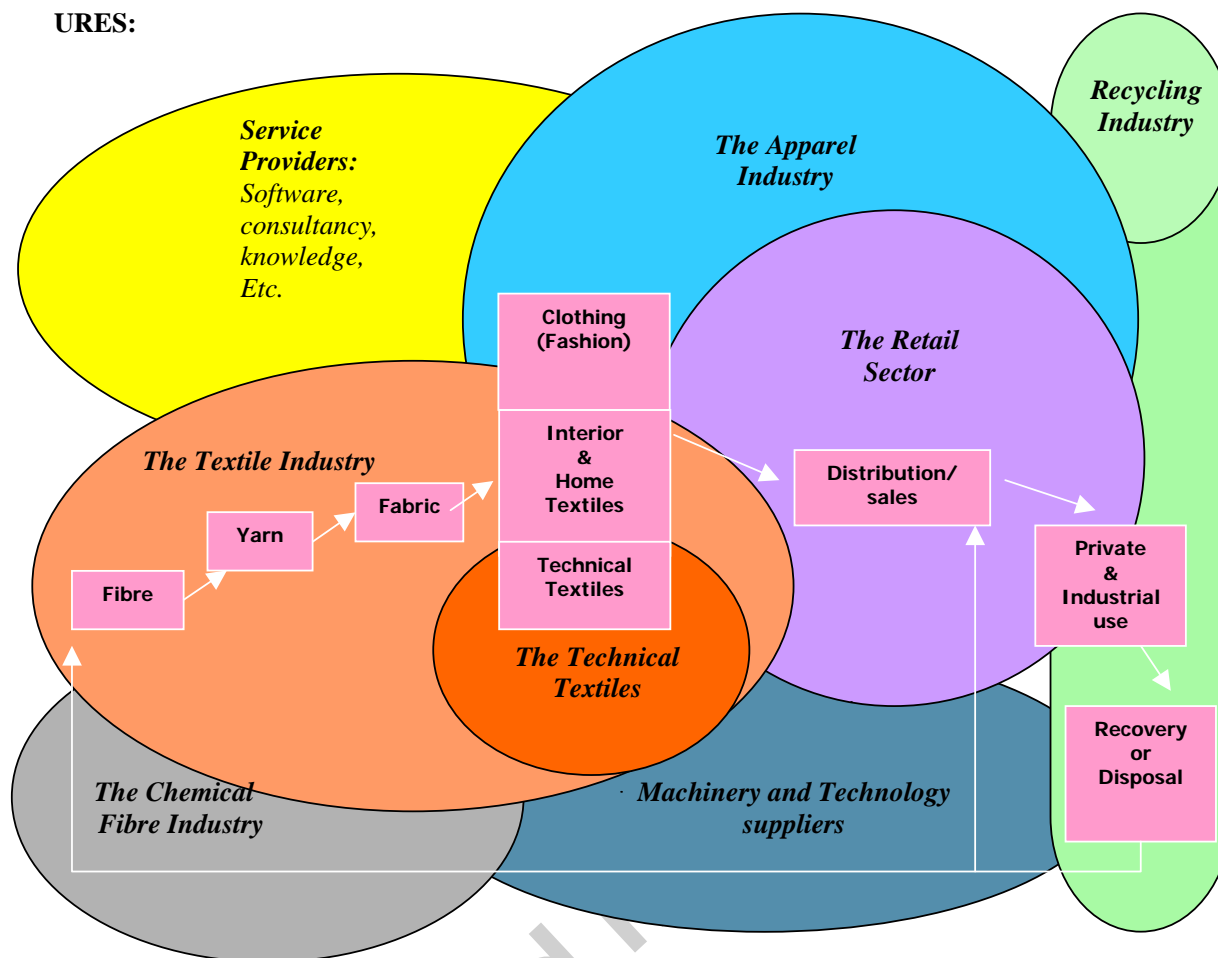 URES:
Service
Providers:
Software,
consultancy,
knowledge,
Etc.
The Apparel
Industry
Recycling
Industry
Clothing
(Fashion)
The Retail
Sector
The Textile Industry
Interior
&
Home
Textiles
Distribution/
sales
Fabric
Yarn
Fibre
Technical
Textiles
Private
&
Industrial
use
The Technical
Textiles
Recovery
or
Disposal
The Chemical
Fibre Industry
Machinery and Technology
suppliers